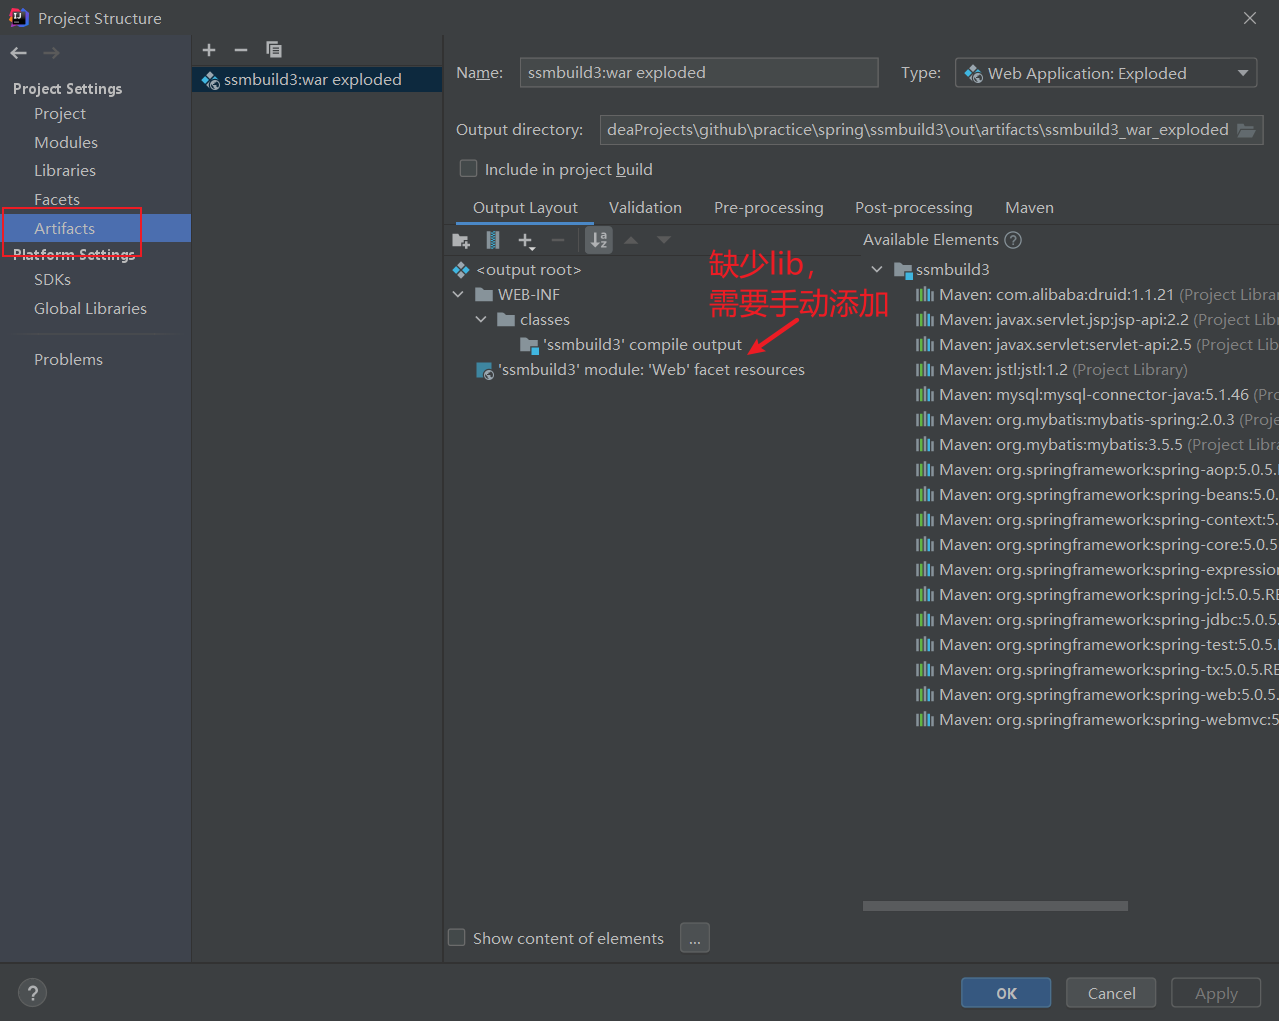 Project Structure
Project Settings
Project
Modules
Libraries
Facets
Artifacts
Platform Settings
SDKs
Global Libraries
Problems
ssmbuild3:war exploded
Name: ssmbuild3:war exploded Type: Web Application: Exploded
Output directory: deaProjects\github\practice\spring\ssmbuild3\out\artifacts\ssmbuild3_war_exploded
Include in project build
Output Layout Validation Pre-processing Post-processing Maven
<output root>
WEB-INF
classes
'ssmbuild3' compile output
'ssmbuild3' module: 'Web' facet resources
缺少lib，
需要手动添加
Available Elements ?
ssmbuild3
Maven: com.alibaba:druid:1.1.21 (Project Librar
Maven: javax.servlet.jsp:jsp-api:2.2 (Project Libr
Maven: javax.servlet:servlet-api:2.5 (Project Lib
Maven: jstl:jstl:1.2 (Project Library)
Maven: mysql:mysql-connector-java:5.1.46 (Pro
Maven: org.mybatis:mybatis-spring:2.0.3 (Proje
Maven: org.mybatis:mybatis:3.5.5 (Project Libra
Maven: org.springframework:spring-aop:5.0.5.
Maven: org.springframework:spring-beans:5.0.
Maven: org.springframework:spring-context:5.
Maven: org.springframework:spring-core:5.0.5
Maven: org.springframework:spring-expression
Maven: org.springframework:spring-jcl:5.0.5.RE
Maven: org.springframework:spring-jdbc:5.0.5.
Maven: org.springframework:spring-test:5.0.5.
Maven: org.springframework:spring-tx:5.0.5.RE
Maven: org.springframework:spring-web:5.0.5.
Maven: org.springframework:spring-webmvc:5
Show content of elements ...
? OK Cancel Apply